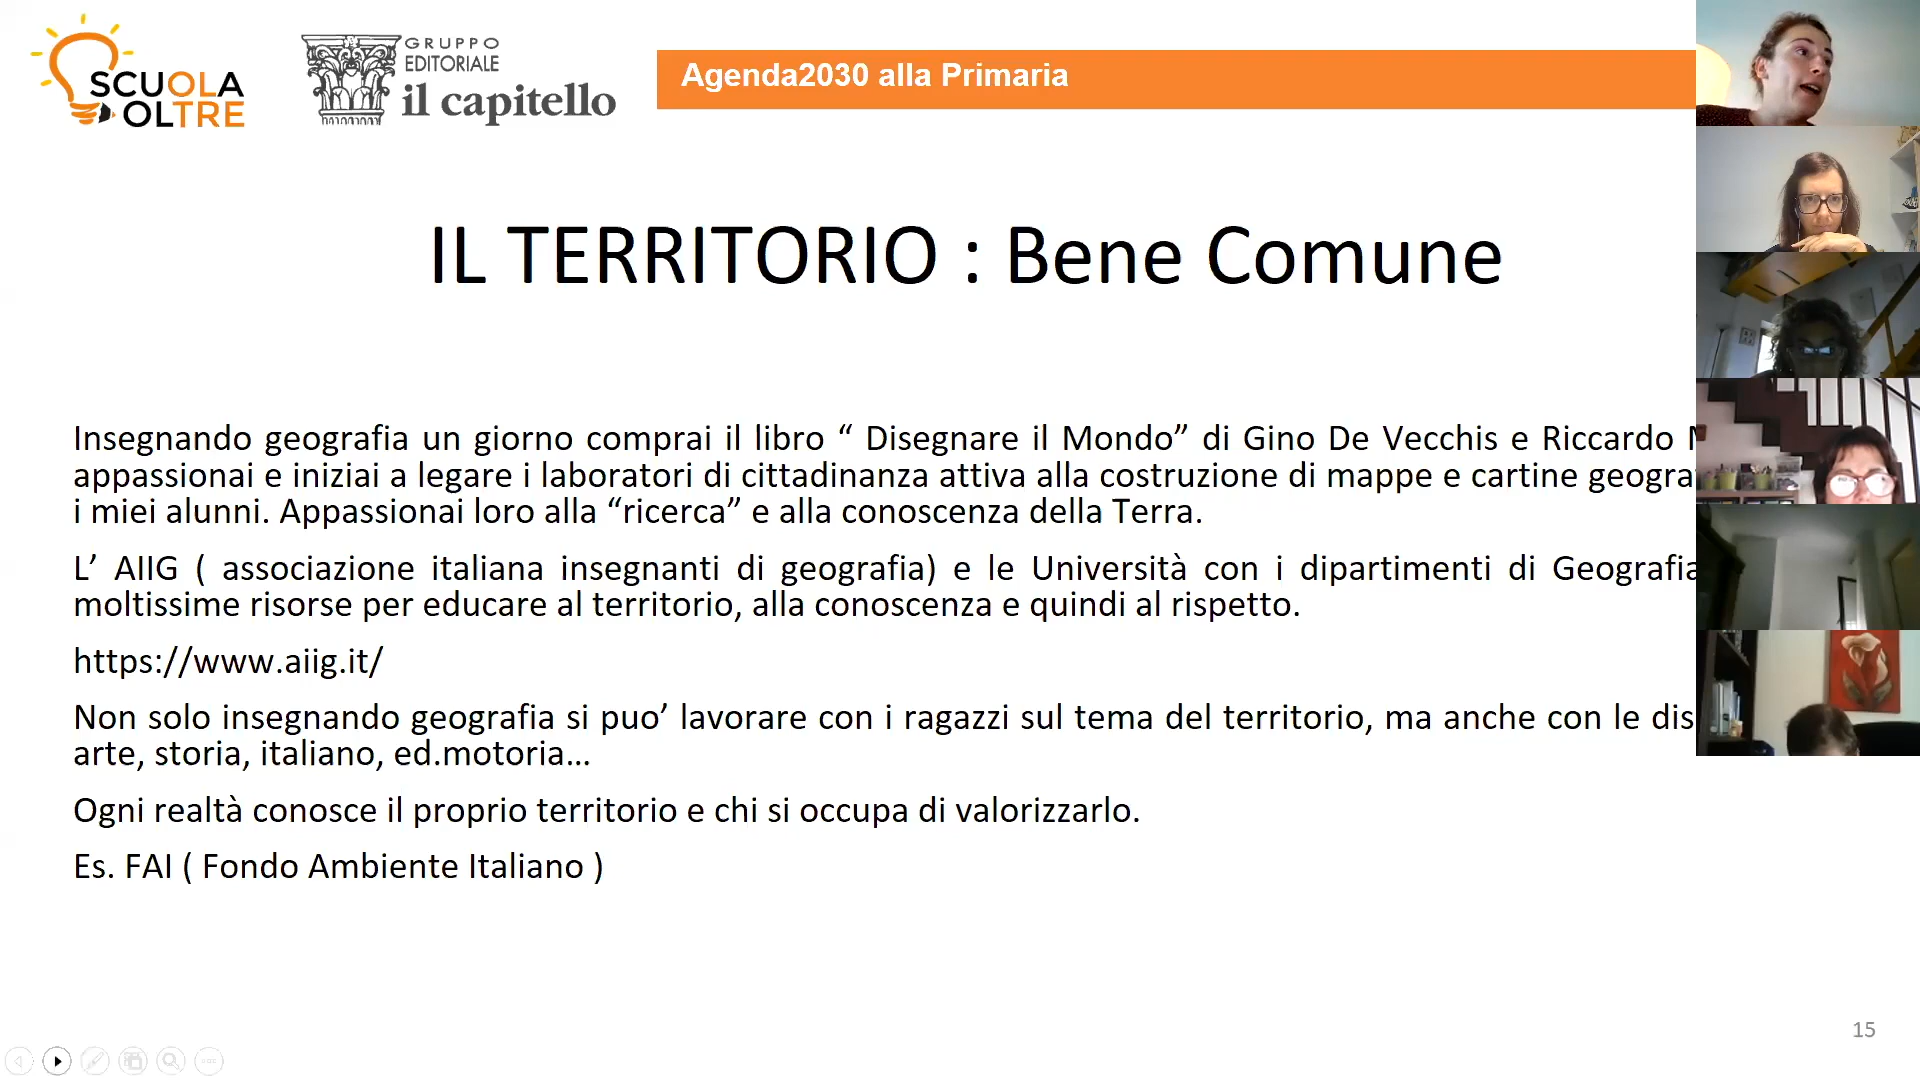 SCUOLA
OLTRE
GRUPPO
EDITORIALE
il capitello
Agenda2030 alla Primaria
IL TERRITORIO : Bene Comune
Insegnando geografia un giorno comprai il libro “ Disegnare il Mondo” di Gino De Vecchis e Riccardo
appassionai e iniziai a legare i laboratori di cittadinanza attiva alla costruzione di mappe e cartine
i miei alunni. Appassionai loro alla “ricerca” e alla conoscenza della Terra.
L’ AIIG ( associazione italiana insegnanti di geografia) e le Università con i dipartimenti di Geografia
moltissime risorse per educare al territorio, alla conoscenza e quindi al rispetto.
https://www.aiig.it/
Non solo insegnando geografia si puo’ lavorare con i ragazzi sul tema del territorio, ma anche con le
arte, storia, italiano, ed.motoria…
Ogni realtà conosce il proprio territorio e chi si occupa di valorizzarlo.
Es. FAI ( Fondo Ambiente Italiano )
15